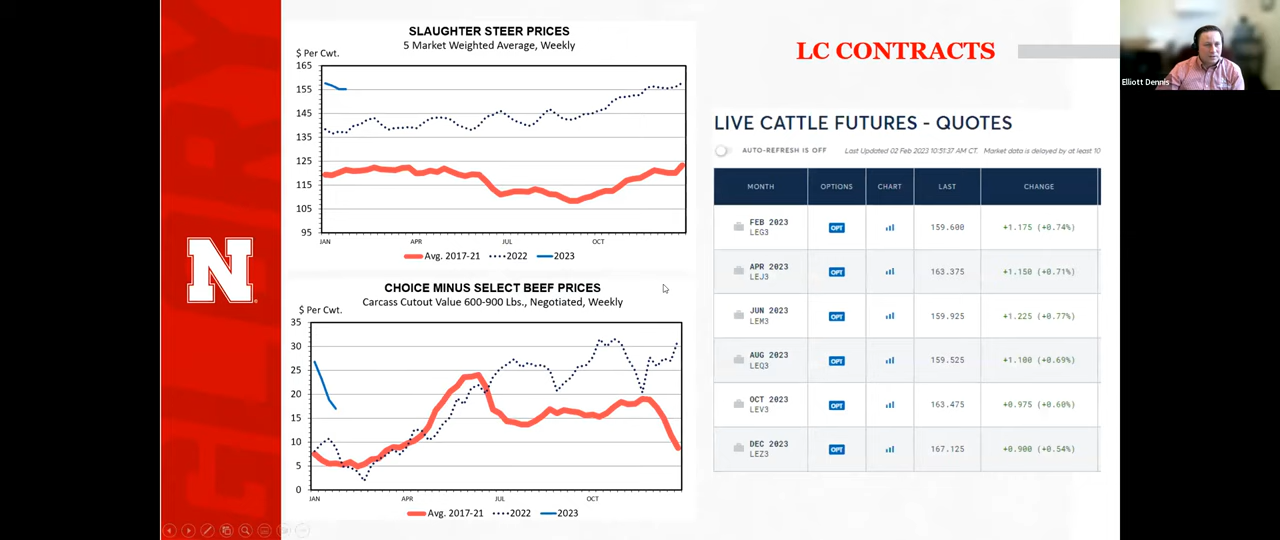 SLAUGHTER STEER PRICES
5 Market Weighted Average, Weekly
$ Per Cwt.
165
155
145
135
125
115
105
95
JAN APR JUL OCT
Avg. 2017-21 2022 2023
CHOICE MINUS SELECT BEEF PRICES
Carcass Cutout Value 600-900 Lbs., Negotiated, Weekly
$ Per Cwt.
35
30
25
20
15
10
5
0
JAN APR JUL OCT
Avg. 2017-21 2022 2023
GLORY
N
LC CONTRACTS
LIVE CATTLE FUTURES - QUOTES
AUTO-REFRESH IS OFF Last Updated 02 Feb 2023 10:51:37 AM CT. Market data is delayed by at least 10
MONTH OPTIONS CHART LAST CHANGE
FEB 2023 OPT 159.600 +1.175 (+0.74%)
LEG3
APR 2023 OPT 163.375 +1.150 (+0.71%)
LEJ3
JUN 2023 OPT 159.925 +1.225 (+0.77%)
LEM3
AUG 2023 OPT 159.525 +1.100 (+0.69%)
LEQ3
OCT 2023 OPT 163.475 +0.975 (+0.60%)
LEV3
DEC 2023 OPT 167.125 +0.900 (+0.54%)
LEZ3
Elliott Dennis